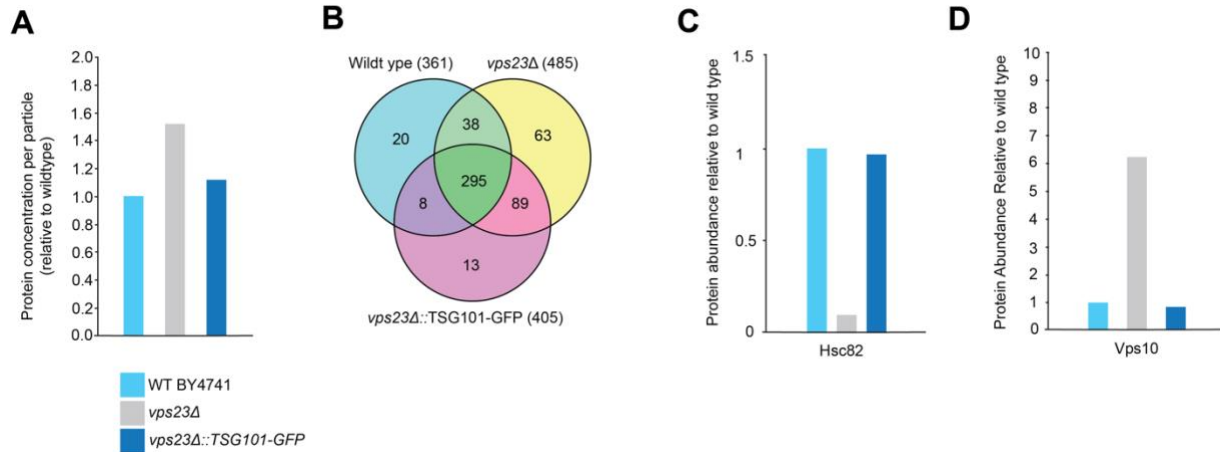 A
Protein concentration per particle
(relative to wildtype)
2.0
1.8
1.6
1.4
1.2
1.0
0.8
0.6
0.4
0.2
0.0
WT BY4741
vps23Δ
vps23Δ::TSG101-GFP
B
Wildt ype (361)
vps23Δ (485)
20
38
63
295
8
89
13
vps23Δ::TSG101-GFP (405)
C
Protein abundance relative to wild type
1.5
1
0.5
0
Hsc82
D
Protein Abundance Relative to wild type
10
9
8
7
6
5
4
3
2
1
0
Vps10